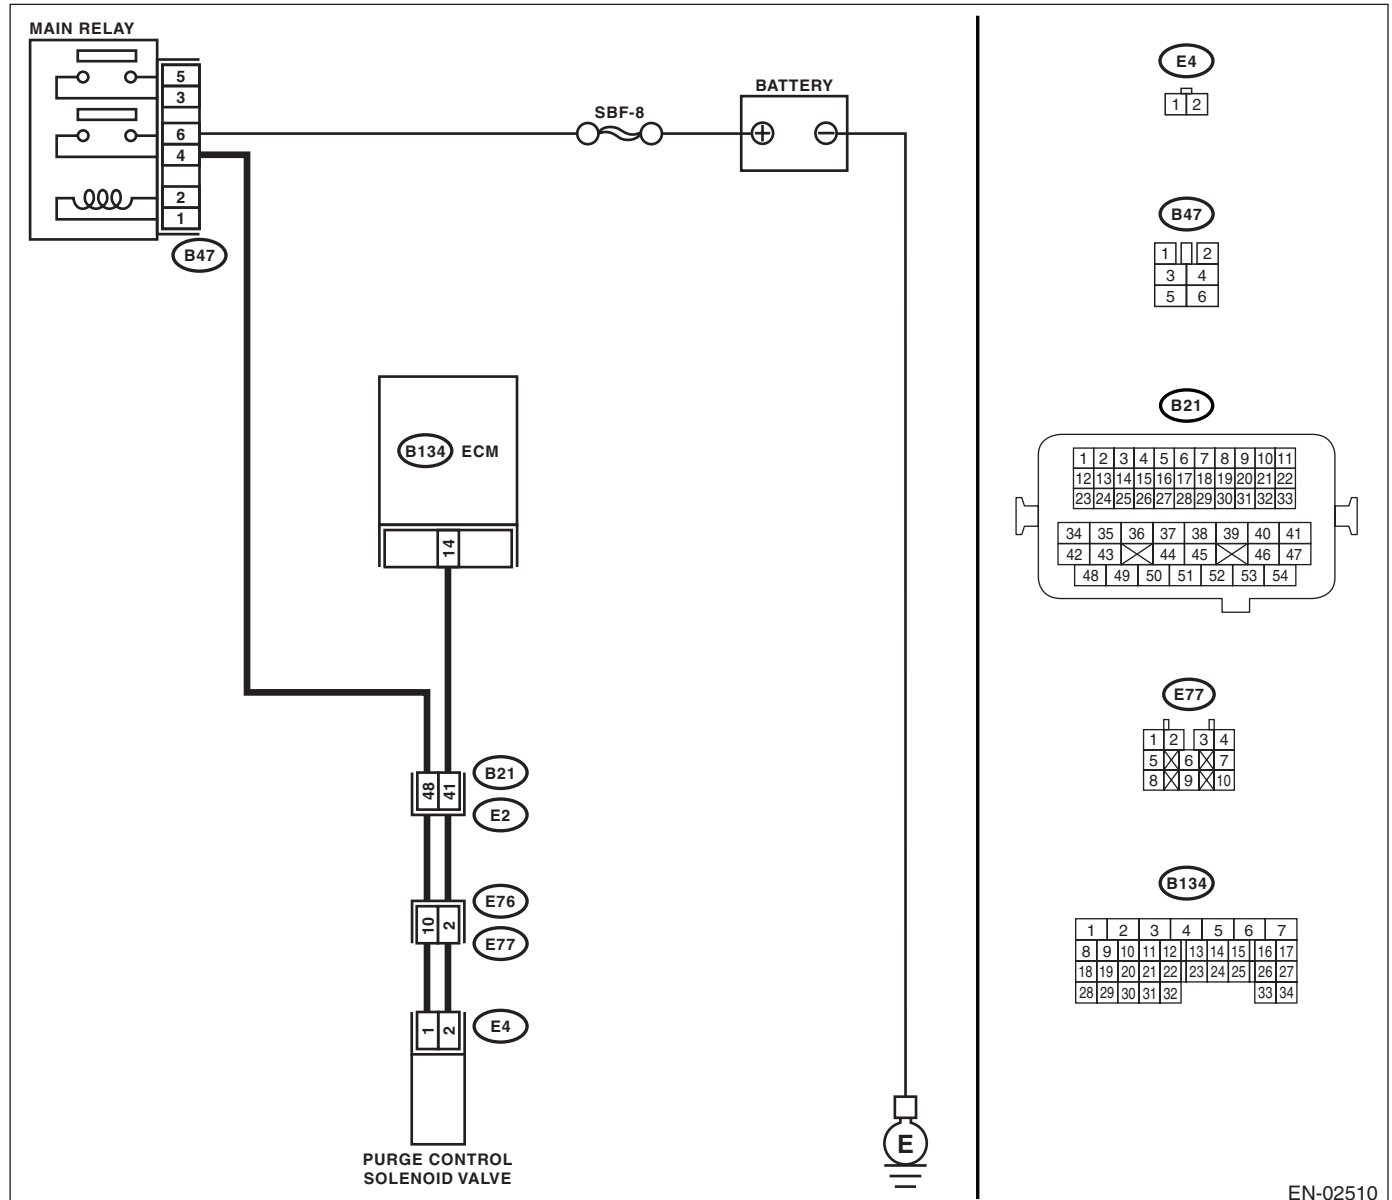 MAIN RELAY
5
3
6
4
2
1
B47
SBF-8
BATTERY
B134 ECM
14
48 41
B21
E2
E76
10 2
E77
1 2
E4
PURGE CONTROL
SOLENOID VALVE
E
E4
1 2
B47
1 2
3 4
5 6
B21
1 2 3 4 5 6 7 8 9 10 11
12 13 14 15 16 17 18 19 20 21 22
23 24 25 26 27 28 29 30 31 32 33
34 35 36 37 38 39 40 41
42 43 44 45 46 47
48 49 50 51 52 53 54
E77
1 2 3 4
5 6 7
8 9 10
B134
1 2 3 4 5 6 7
8 9 10 11 12 13 14 15 16 17
18 19 20 21 22 23 24 25 26 27
28 29 30 31 32 33 34
EN-02510